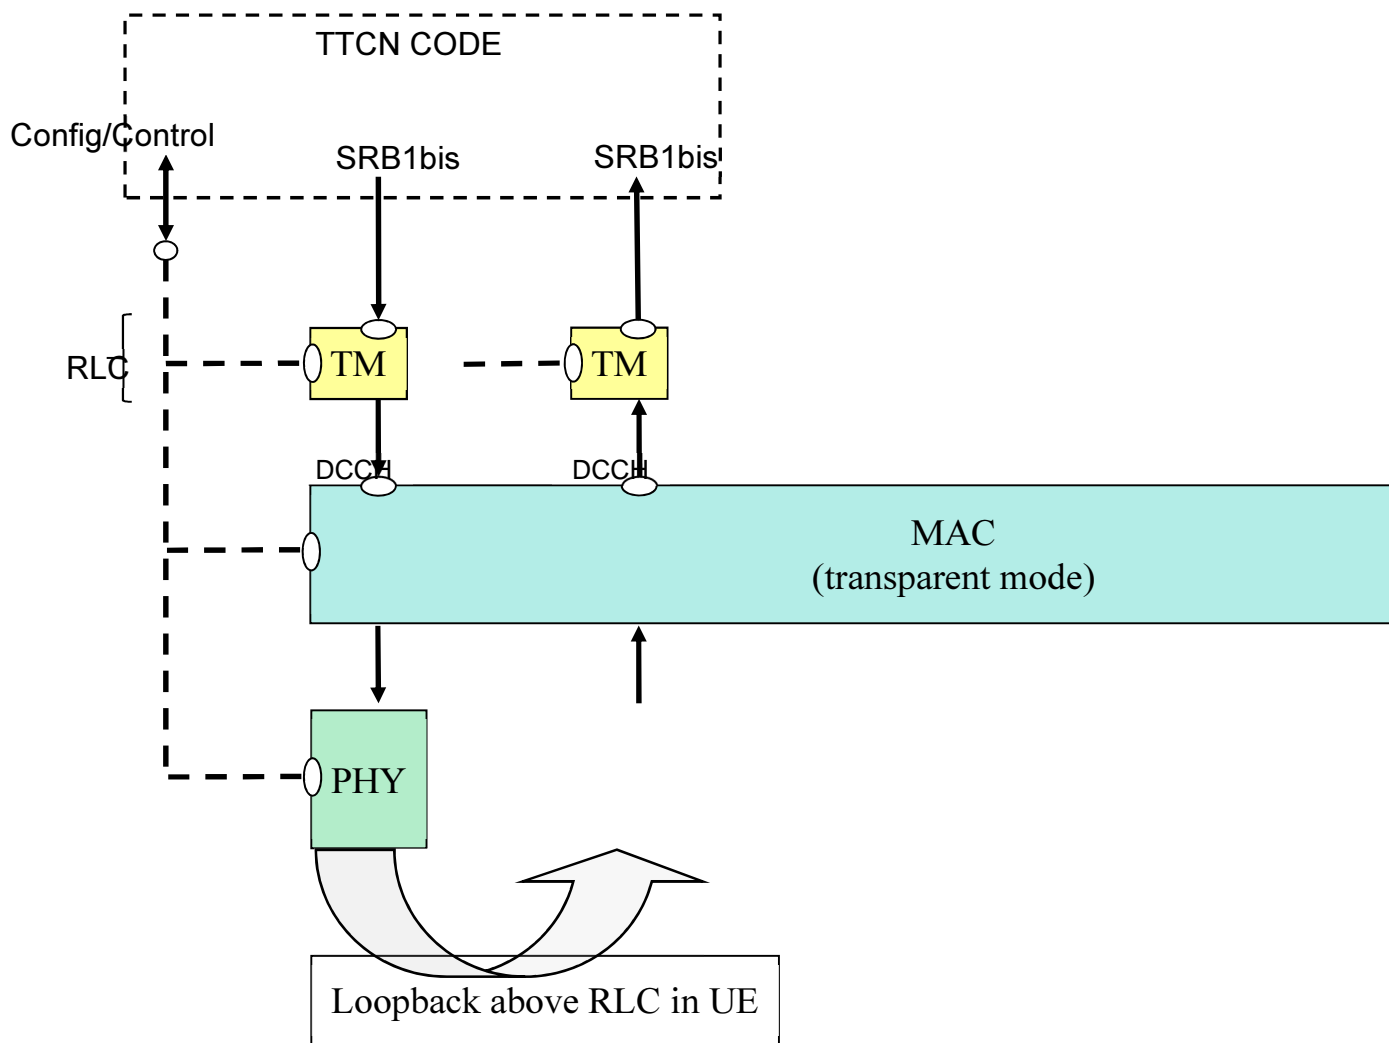 TTCN CODE
Config/Control
SRB1bis
SRB1bis
RLC
TM
TM
DCCH
DCCH
MAC
(transparent mode)
PHY
Loopback above RLC in UE